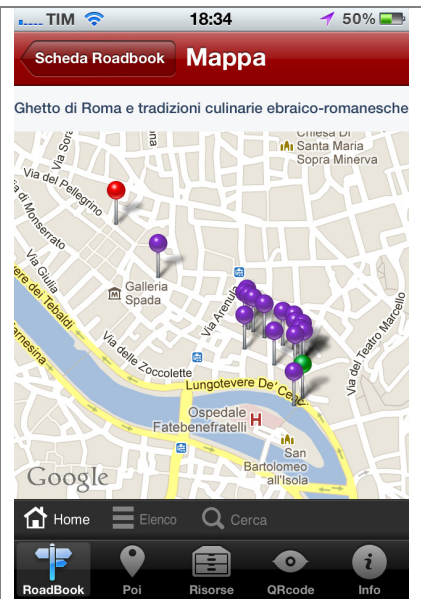 TIM 18:34 50%
Scheda Roadbook Mappa
Ghetto di Roma e tradizioni culinarie ebraico-romanesche
Chiesa Di
Santa Maria
Sopra Minerva
Via del Pellegrino
Via Sora
a di Monserrato
Via Giulia
Galleria
Spada
Via Arenula
Via del Teatro Marcello
ere dei Tebaldi
arnesina
Via delle Zoccolette
Lungotevere De' Cenci
Ospedale
Fatebenefratelli H
San
Bartolomeo
all'Isola
Google
Home Elenco Cerca
RoadBook Poi Risorse QRcode Info